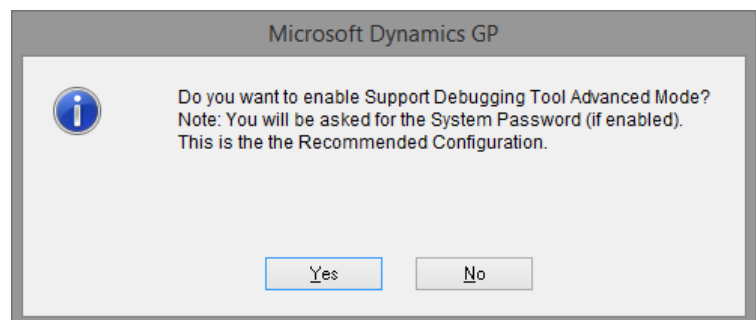 Microsoft Dynamics GP
Do you want to enable Support Debugging Tool Advanced Mode?
Note: You will be asked for the System Password (if enabled).
This is the the Recommended Configuration.
Yes
No